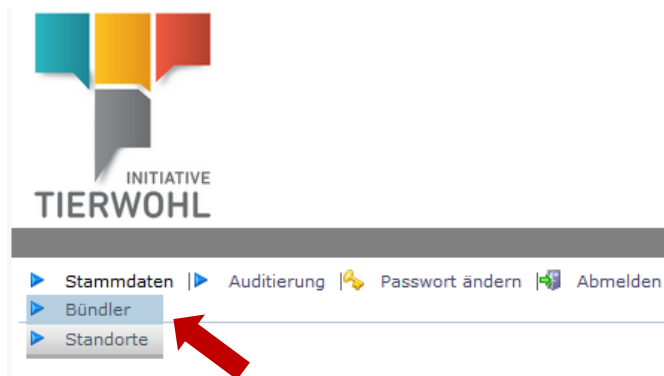 INITIATIVE
TIERWOHL
Stammdaten | Auditierung | Passwort ändern | Abmelden
Bündler
Standorte